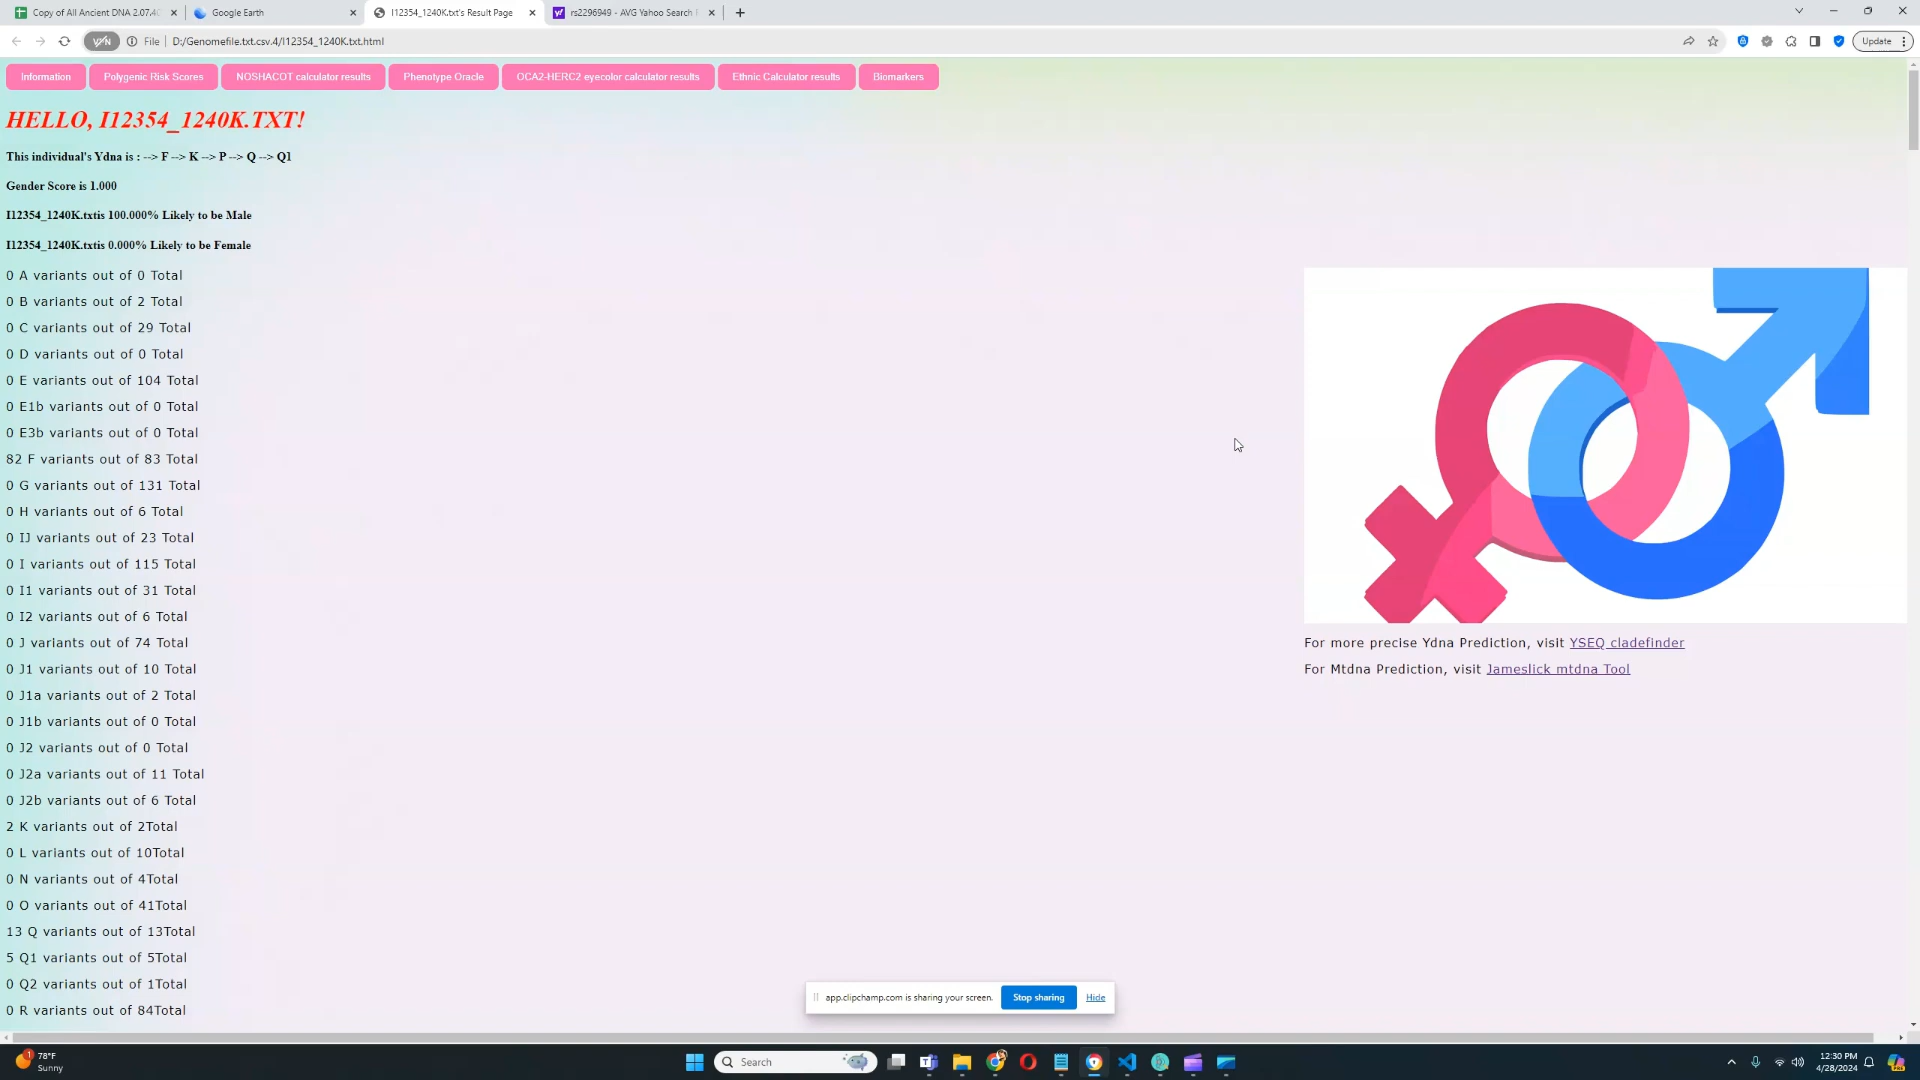 Copy of All Ancient DNA 2.07.40
Google Earth
I12354_1240K.txt's Result Page
rs2296949 - AVG Yahoo Search
VPN
File
D:/Genomefile.txt.csv.4/I12354_1240K.txt.html
Update
Information
Polygenic Risk Scores
NOSHACOT calculator results
Phenotype Oracle
OCA2-HERC2 eyecolor calculator results
Ethnic Calculator results
Biomarkers
HELLO, I12354_1240K.TXT!
This individual's Ydna is : --> F --> K --> P --> Q --> Q1
Gender Score is 1.000
I12354_1240K.txtis 100.000% Likely to be Male
I12354_1240K.txtis 0.000% Likely to be Female
0 A variants out of 0 Total
0 B variants out of 2 Total
0 C variants out of 29 Total
0 D variants out of 0 Total
0 E variants out of 104 Total
0 E1b variants out of 0 Total
0 E3b variants out of 0 Total
82 F variants out of 83 Total
0 G variants out of 131 Total
0 H variants out of 6 Total
0 IJ variants out of 23 Total
0 I variants out of 115 Total
0 I1 variants out of 31 Total
0 I2 variants out of 6 Total
0 J variants out of 74 Total
0 J1 variants out of 10 Total
0 J1a variants out of 2 Total
0 J1b variants out of 0 Total
0 J2 variants out of 0 Total
0 J2a variants out of 11 Total
0 J2b variants out of 6 Total
2 K variants out of 2Total
0 L variants out of 10Total
0 N variants out of 4Total
0 O variants out of 41Total
13 Q variants out of 13Total
5 Q1 variants out of 5Total
0 Q2 variants out of 1Total
0 R variants out of 84Total
For more precise Ydna Prediction, visit YSEQ cladefinder
For Mtdna Prediction, visit Jameslick mtdna Tool
app.clipchamp.com is sharing your screen.
Stop sharing
Hide
1
78°F
Sunny
Search
12:30 PM
4/28/2024